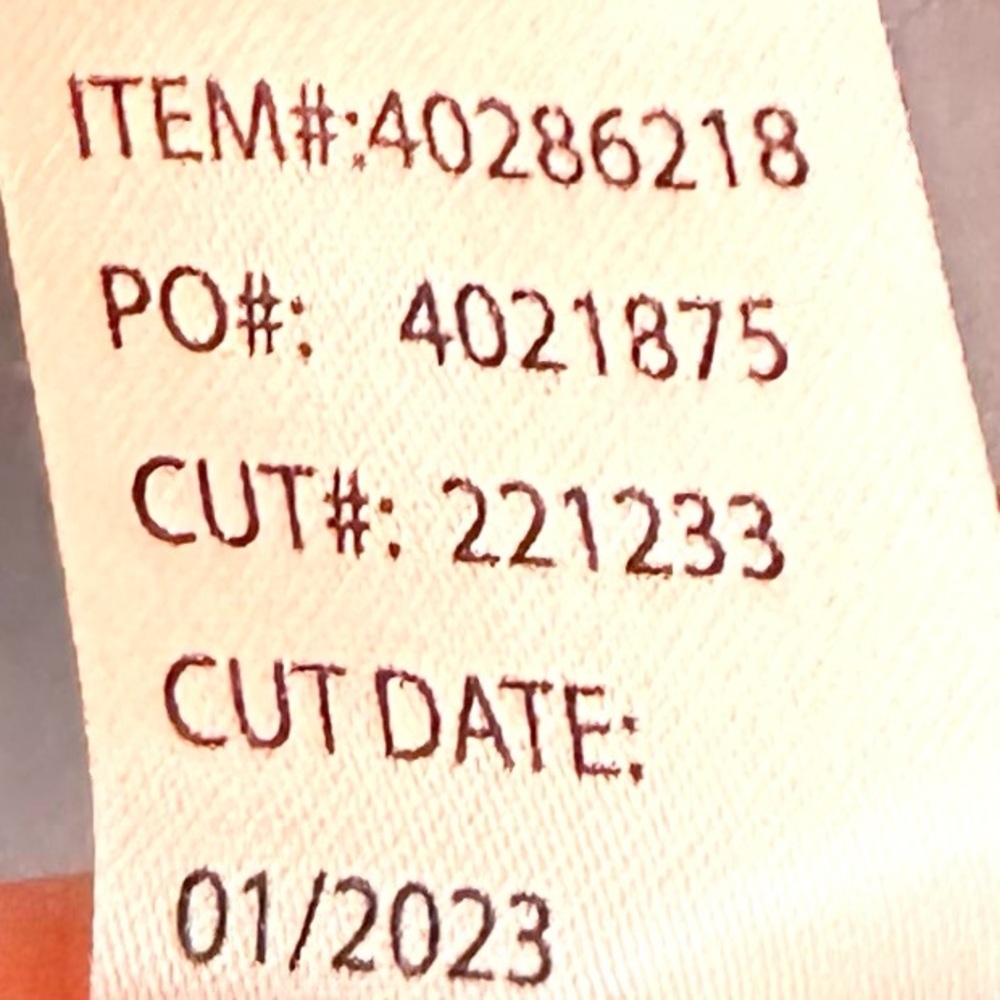 ITEM#:40286218
PO#: 4021875
CUT#: 221233
CUT DATE:
01/2023